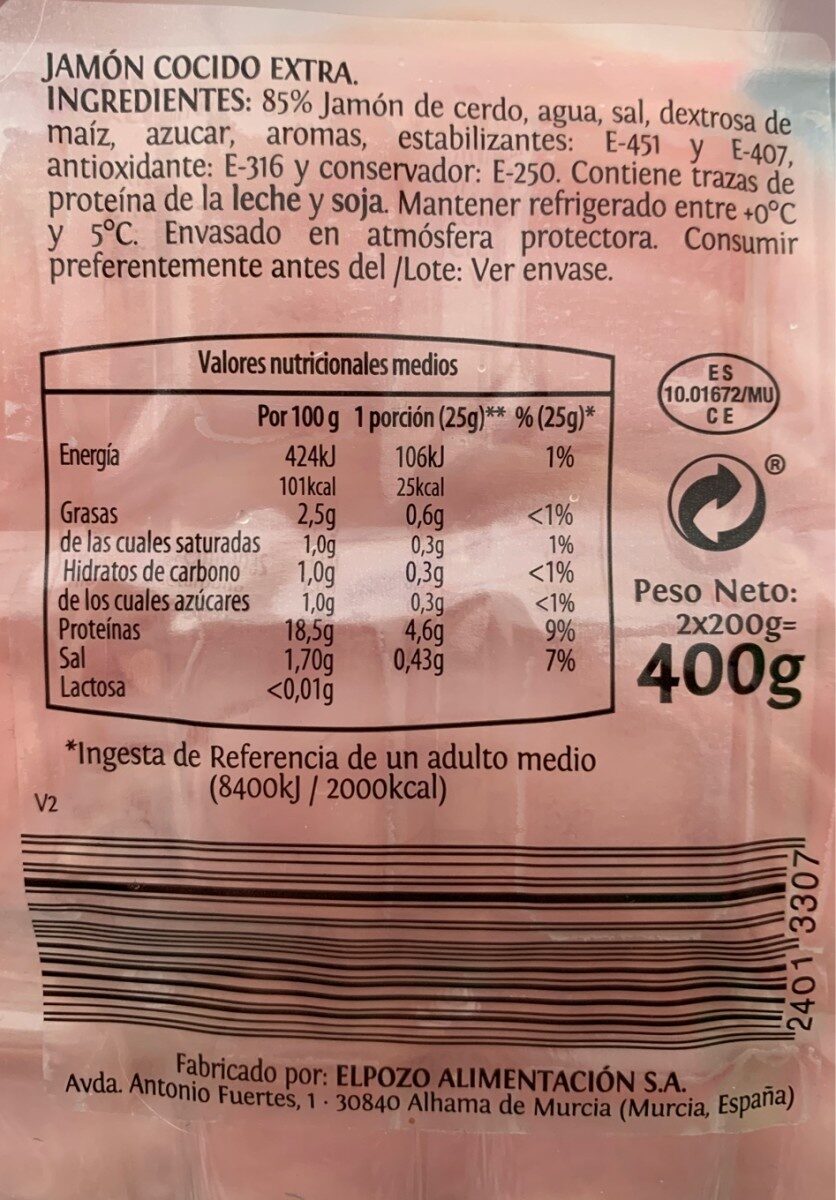 JAMÓN COCIDO EXTRA.
INGREDIENTES: 85% Jamón de cerdo, agua, sal, dextrosa de
maíz, azucar, aromas, estabilizantes: E-451 y E-407,
antioxidante: E-316 y conservador: E-250. Contiene trazas de
proteína de la leche y soja. Mantener refrigerado entre +0°C
y 5°C. Envasado en atmósfera protectora. Consumir
preferentemente antes del /Lote: Ver envase.
Valores nutricionales medios
Por 100 g 1 porción (25g)** % (25g)*
Energía 424kJ 106kJ 1%
101kcal 25kcal
Grasas 2,5g 0,6g <1%
de las cuales saturadas 1,0g 0,3g 1%
Hidratos de carbono 1,0g 0,3g <1%
de los cuales azúcares 1,0g 0,3g <1%
Proteínas 18,5g 4,6g 9%
Sal 1,70g 0,43g 7%
Lactosa <0,01g
ES
10.01672/MU
CE
®
Peso Neto:
2x200g=
400g
*Ingesta de Referencia de un adulto medio
(8400kJ / 2000kcal)
V2
2401 3307
Fabricado por: ELPOZO ALIMENTACIÓN S.A.
Avda. Antonio Fuertes, 1 · 30840 Alhama de Murcia (Murcia, España)